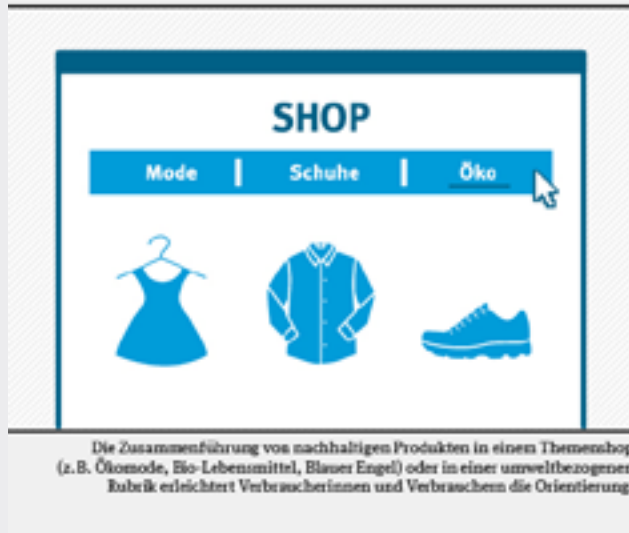 SHOP
Mode Schuhe Öko
Die Zusammenführung von nachhaltigen Produkten in einem Themenshop
(z. B. Ökomode, Bio-Lebensmittel, Blauer Engel) oder in einer umweltbezogenen
Rubrik erleichtert Verbraucherinnen und Verbrauchern die Orientierung